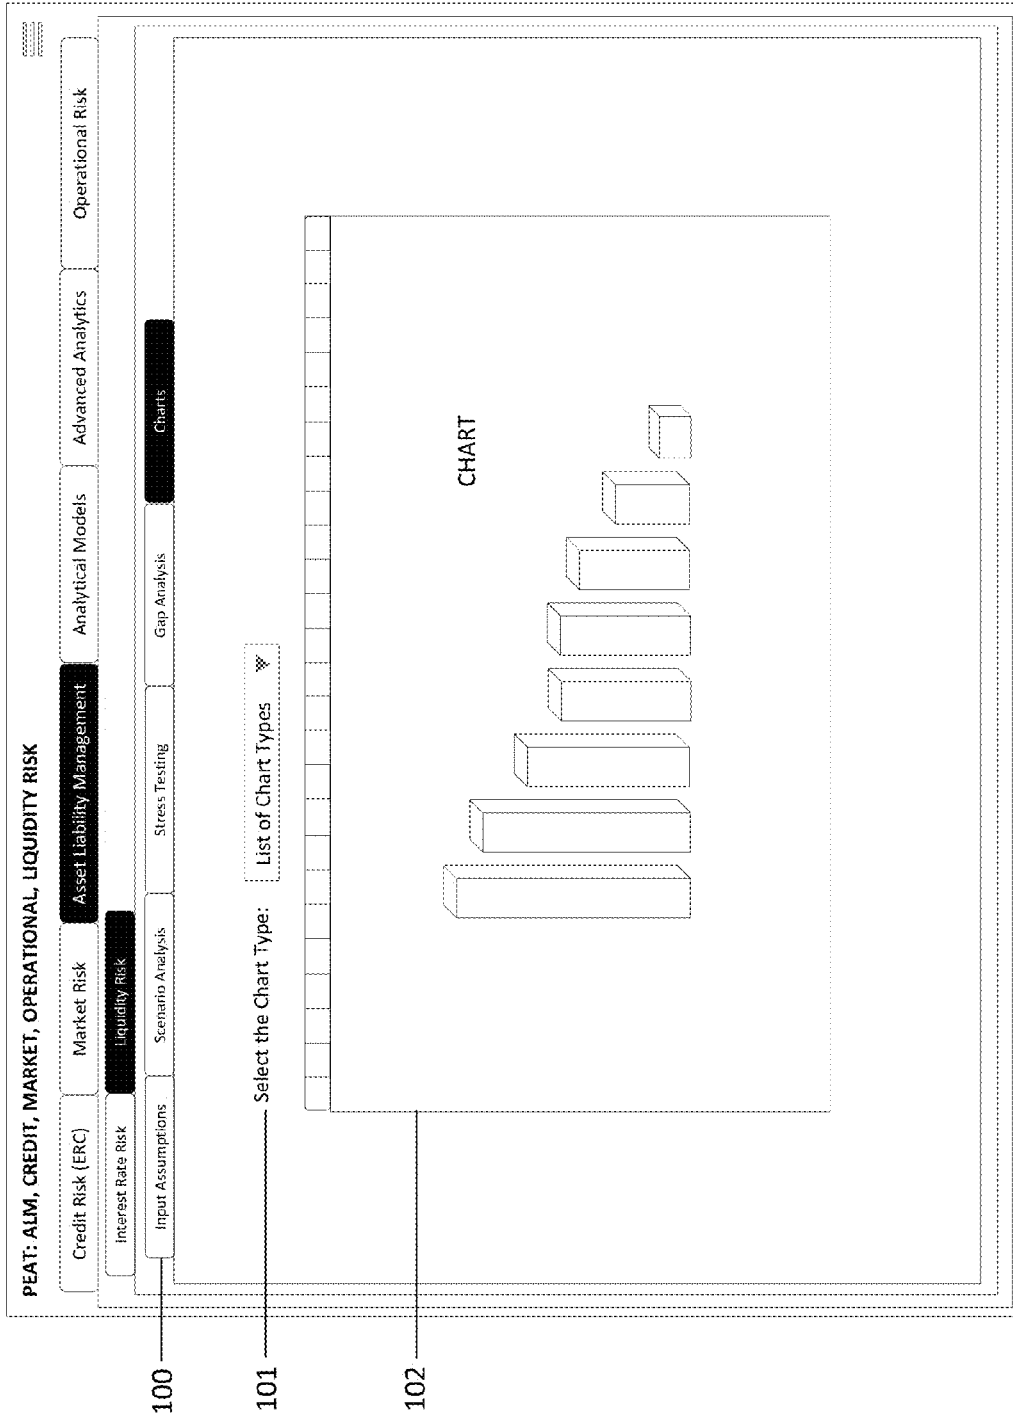 PEAT: ALM, CREDIT, MARKET, OPERATIONAL, LIQUIDITY RISK
Credit Risk (ERC) Market Risk Asset Liability Management Analytical Models Advanced Analytics Operational Risk
Interest Rate Risk Liquidity Risk
100 Input Assumptions Scenario Analysis Stress Testing Gap Analysis Charts
101 Select the Chart Type: List of Chart Types
102
CHART